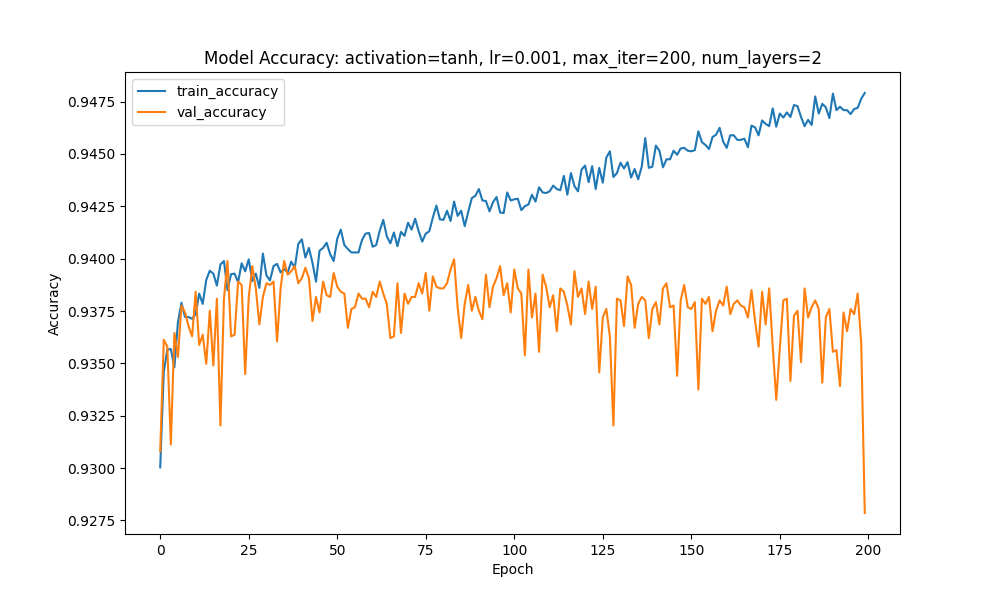 Model Accuracy: activation=tanh, lr=0.001, max_iter=200, num_layers=2
train_accuracy
val_accuracy
0.9475
0.9450
0.9425
0.9400
0.9375
0.9350
0.9325
0.9300
0.9275
Accuracy
0 25 50 75 100 125 150 175 200
Epoch